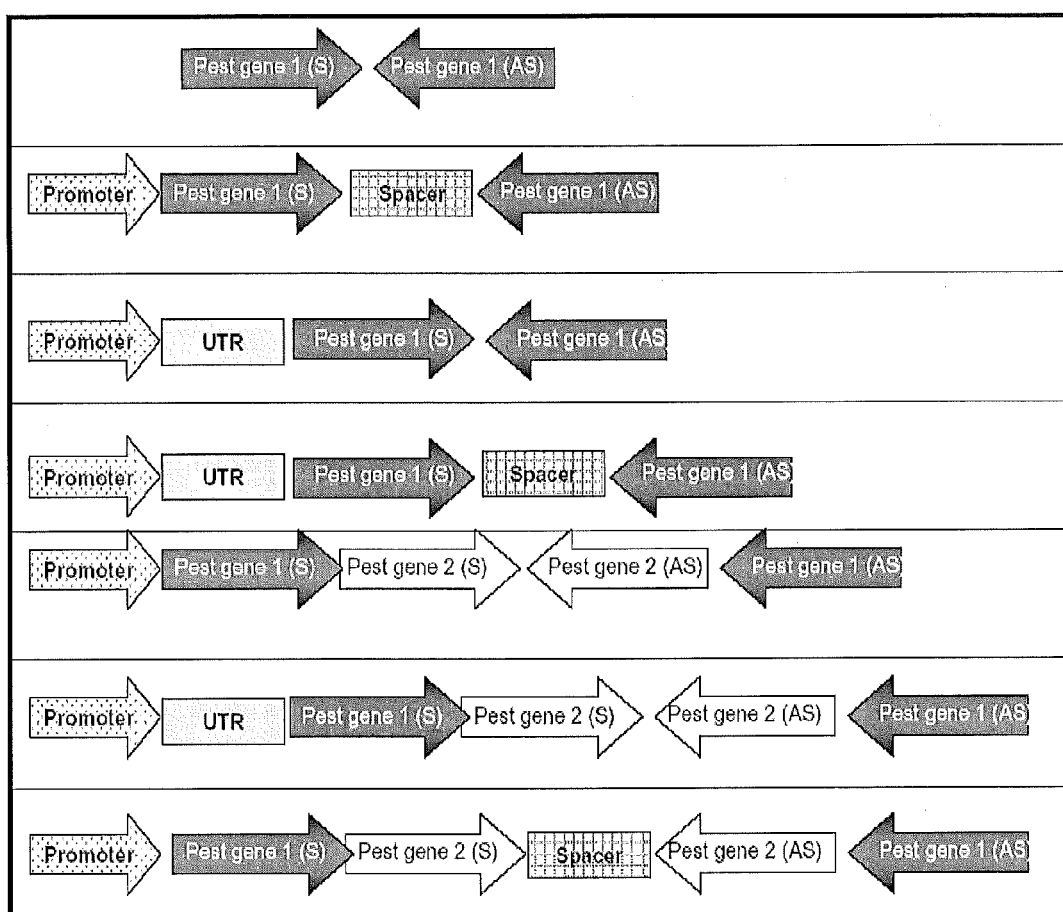 Pest gene 1 (S) Pest gene 1 (AS)
Promoter Pest gene 1 (S) Spacer Pest gene 1 (AS)
Promoter UTR Pest gene 1 (S) Pest gene 1 (AS
Promoter UTR Pest gene 1 (S) Spacer Pest gene 1 (AS)
Promoter Pest gene 1 (S) Pest gene 2 (S) Pest gene 2 (AS) Pest gene 1 (AS)
Promoter UTR Pest gene 1 (S) Pest gene 2 (S) Pest gene 2 (AS) Pest gene 1 (AS)
Promoter Pest gene 1 (S) Pest gene 2 (S) Spacer Pest gene 2 (AS) Pest gene 1 (AS)